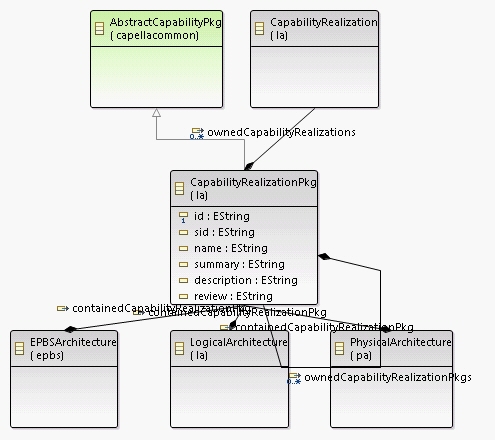 AbstractCapabilityPkg
( capellacommon)
CapabilityRealization
( la)
ownedCapabilityRealizations
0..*
CapabilityRealizationPkg
( la)
id : EString
sid : EString
name : EString
summary : EString
description : EString
review : EString
containedCapabilityRealizationPkg
containedCapabilityRealizationPkg
containedCapabilityRealizationPkg
EPBSArchitecture
( epbs)
LogicalArchitecture
( la)
PhysicalArchitecture
( pa)
ownedCapabilityRealizationPkgs
0..*